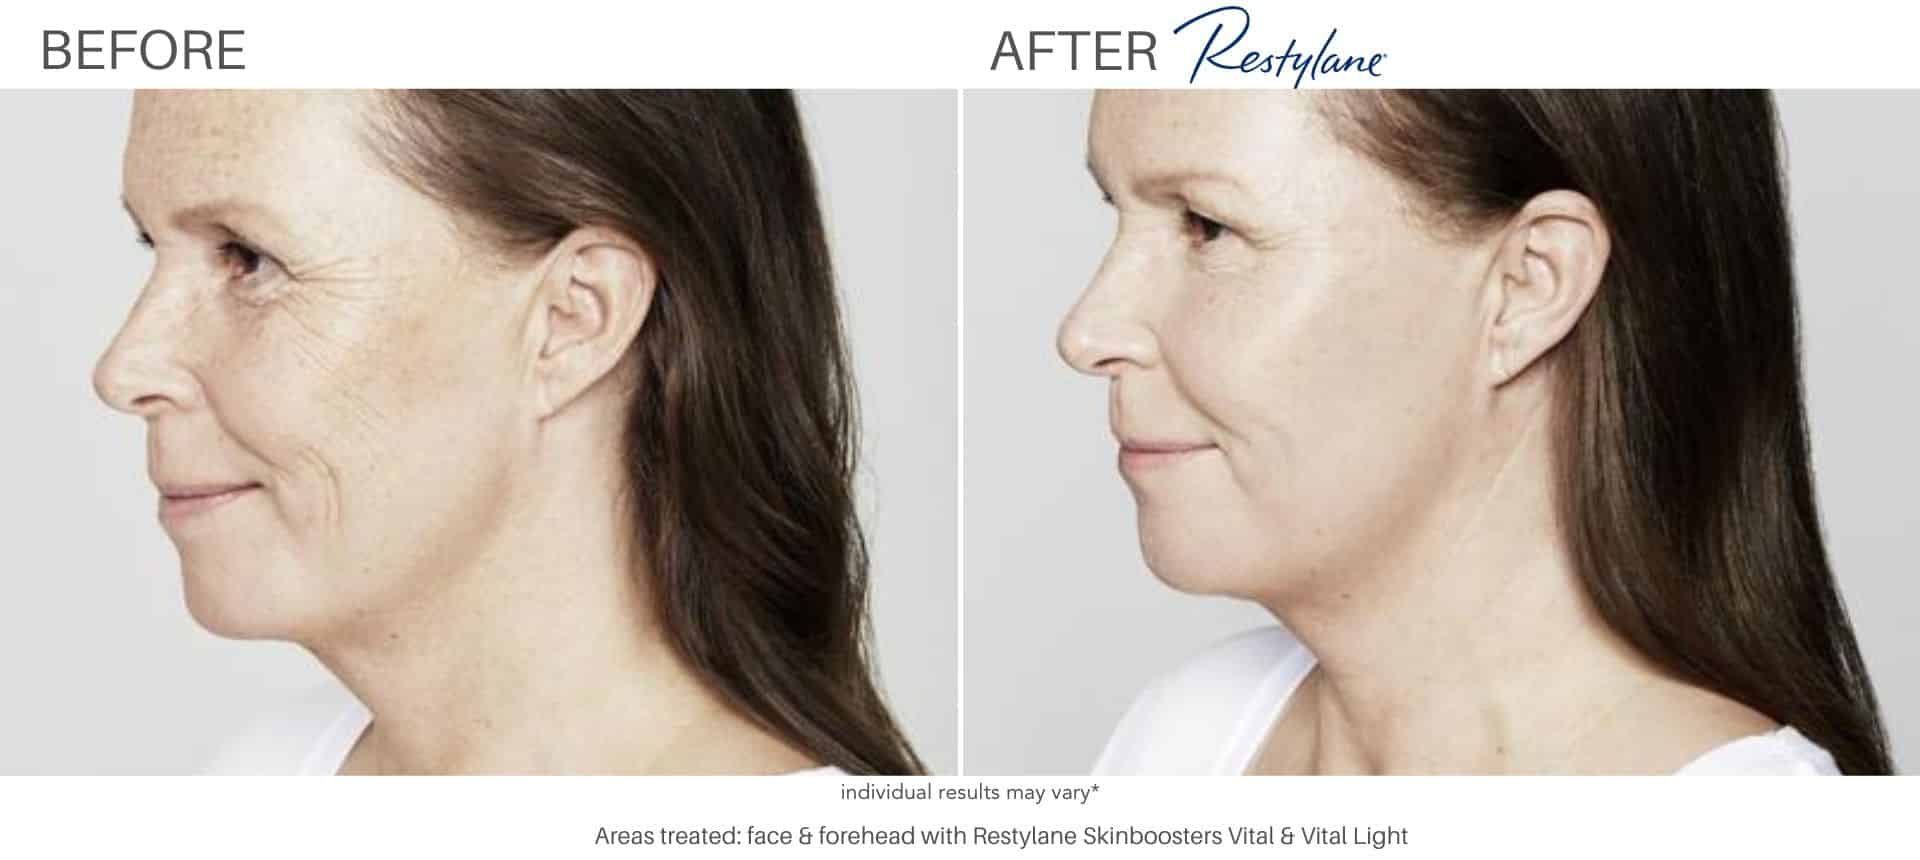 BEFORE
AFTER Restylane
individual results may vary*
Areas treated: face & forehead with Restylane Skinboosters Vital & Vital Light